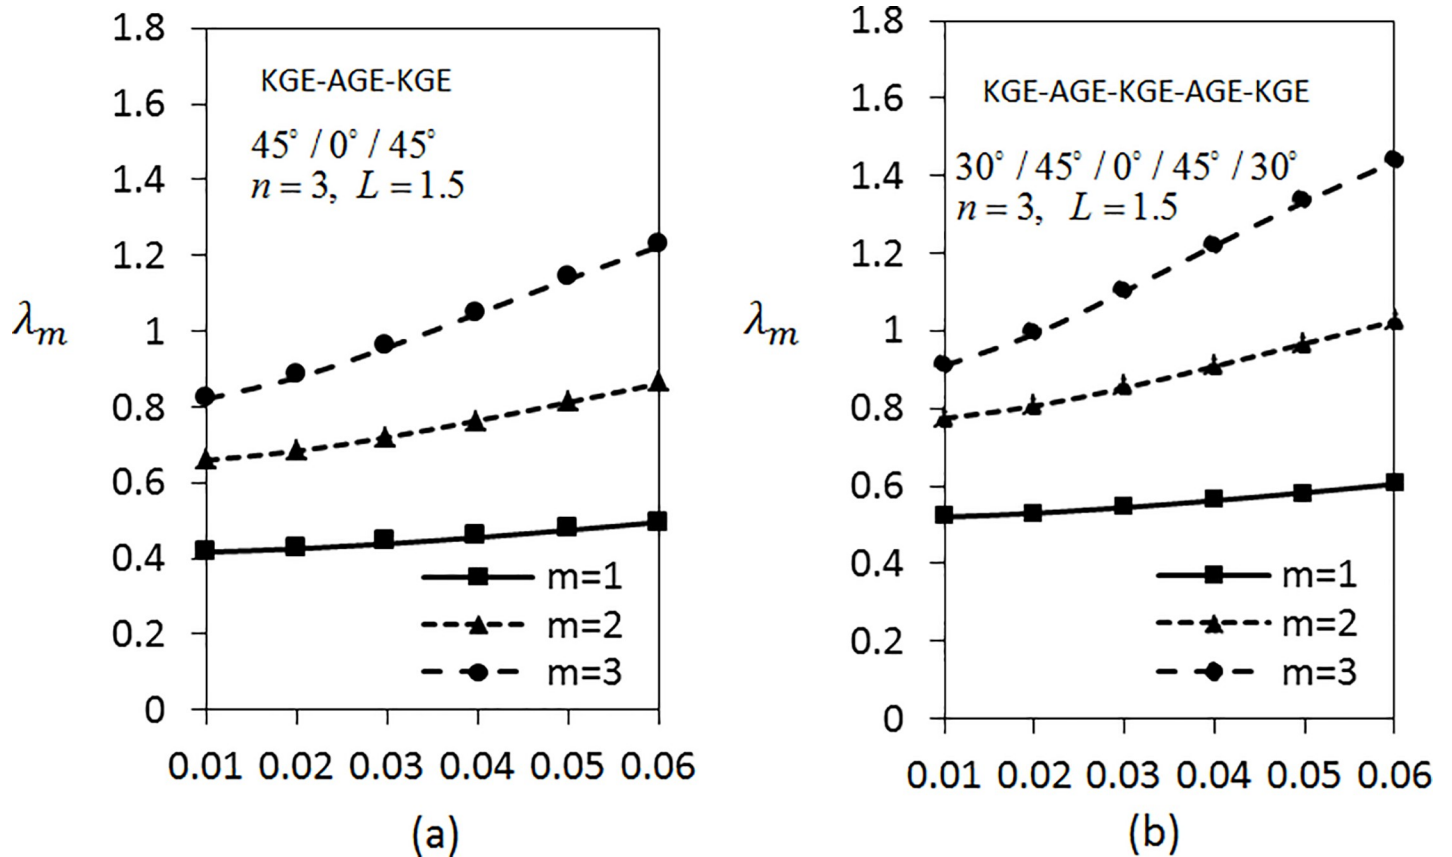 1.8
1.6
1.4
1.2
1
0.8
0.6
0.4
0.2
0
λm
KGE-AGE-KGE
45° / 0° / 45°
n = 3, L = 1.5
m=1
m=2
m=3
0.01 0.02 0.03 0.04 0.05 0.06
(a)
1.8
1.6
1.4
1.2
1
0.8
0.6
0.4
0.2
0
λm
KGE-AGE-KGE-AGE-KGE
30° / 45° / 0° / 45° / 30°
n = 3, L = 1.5
m=1
m=2
m=3
0.01 0.02 0.03 0.04 0.05 0.06
(b)